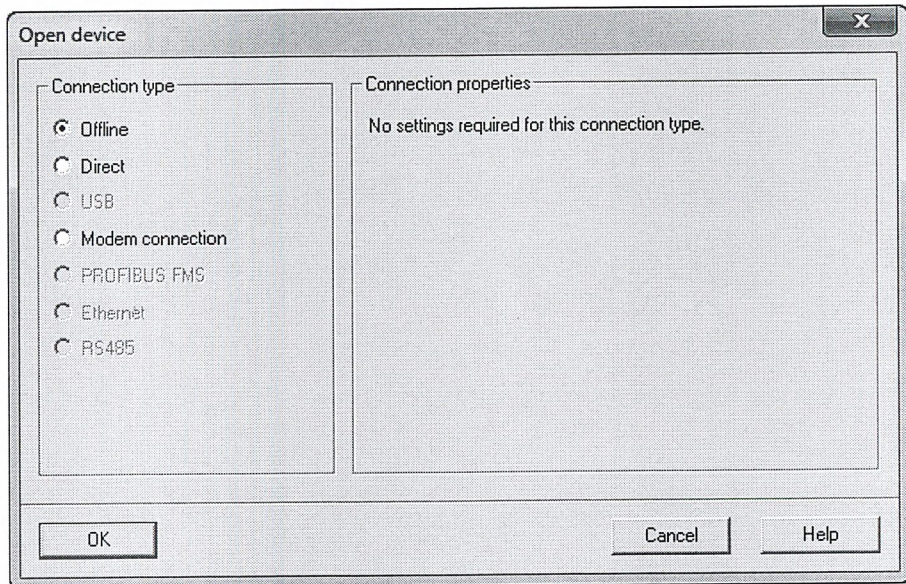 Open device
Connection type
Offline
Direct
USB
Modem connection
PROFIBUS FMS
Ethernet
RS485
Connection properties
No settings required for this connection type.
OK
Cancel
Help